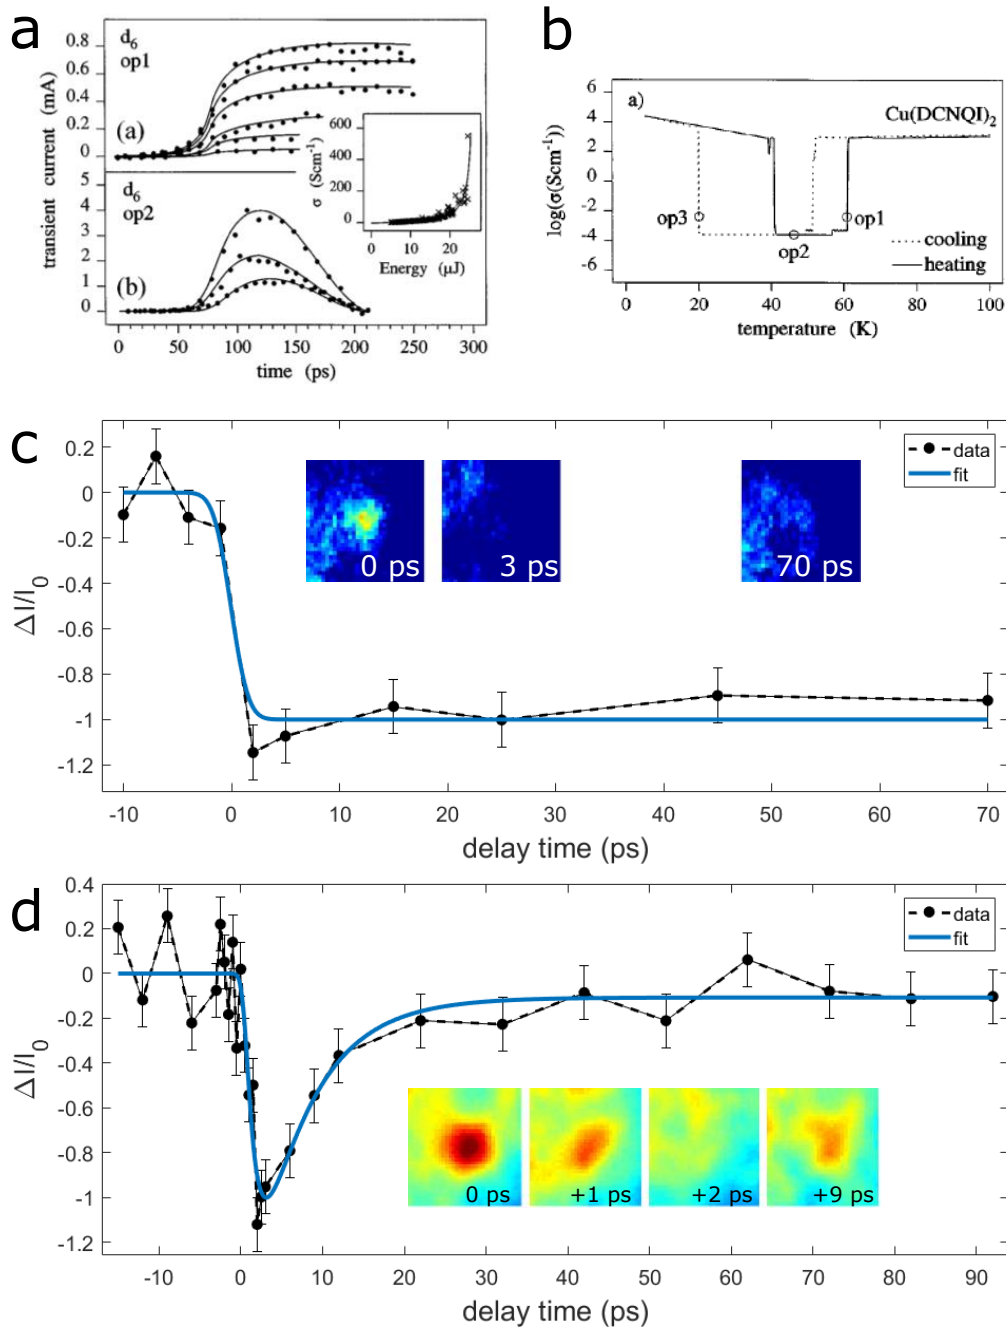 a
d6
op1
0.8
0.6
0.4
0.2
0
(a)
transient current (mA)
600
400
200
0
σ (Scm-1)
0
10
20
Energy (μJ)
d6
op2
5
4
3
2
1
0
(b)
0
50
100
150
200
250
300
time (ps)
b
a)
Cu(DCNQI)2
6
4
2
0
-2
-4
-6
log(σ(Scm-1))
op3
op2
op1
cooling
heating
0
20
40
60
80
100
temperature (K)
c
0.2
0
-0.2
-0.4
-0.6
-0.8
-1
-1.2
ΔI/I0
data
fit
0 ps
3 ps
70 ps
-10
0
10
20
30
40
50
60
70
delay time (ps)
d
0.4
0.2
0
-0.2
-0.4
-0.6
-0.8
-1
-1.2
ΔI/I0
data
fit
0 ps
+1 ps
+2 ps
+9 ps
-10
0
10
20
30
40
50
60
70
80
90
delay time (ps)